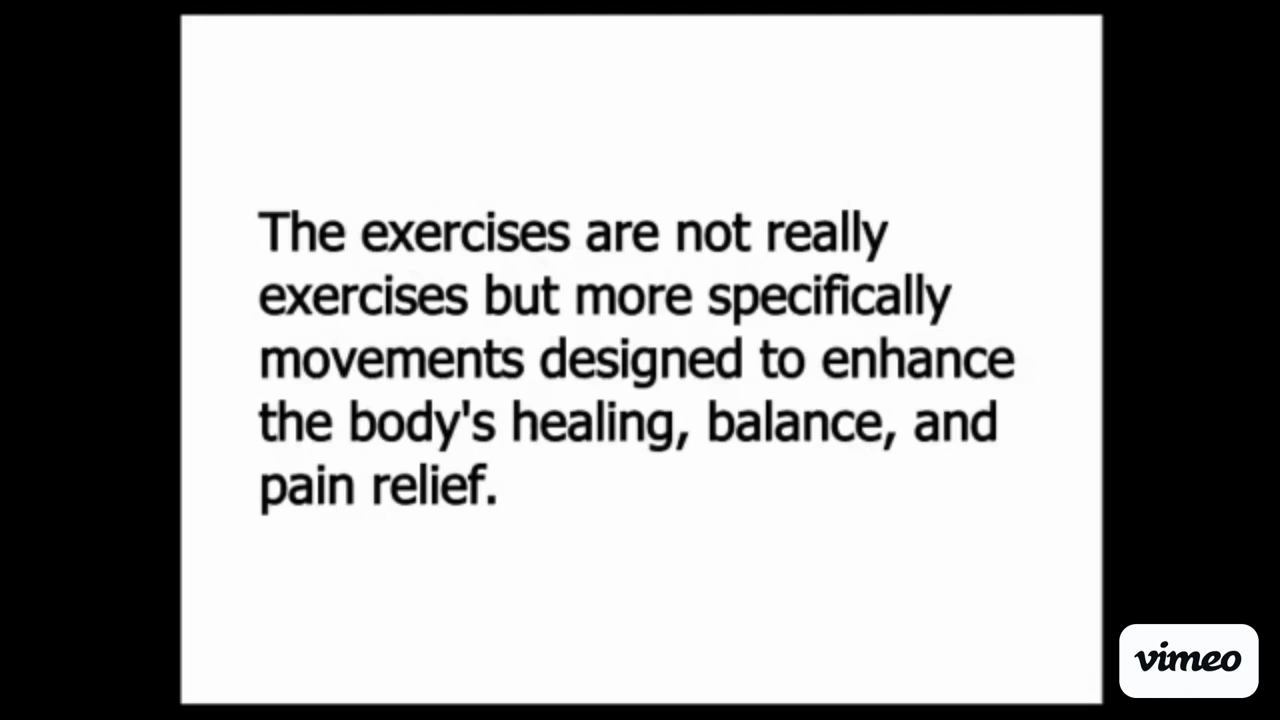 The exercises are not really
exercises but more specifically
movements designed to enhance
the body's healing, balance, and
pain relief.
vimeo